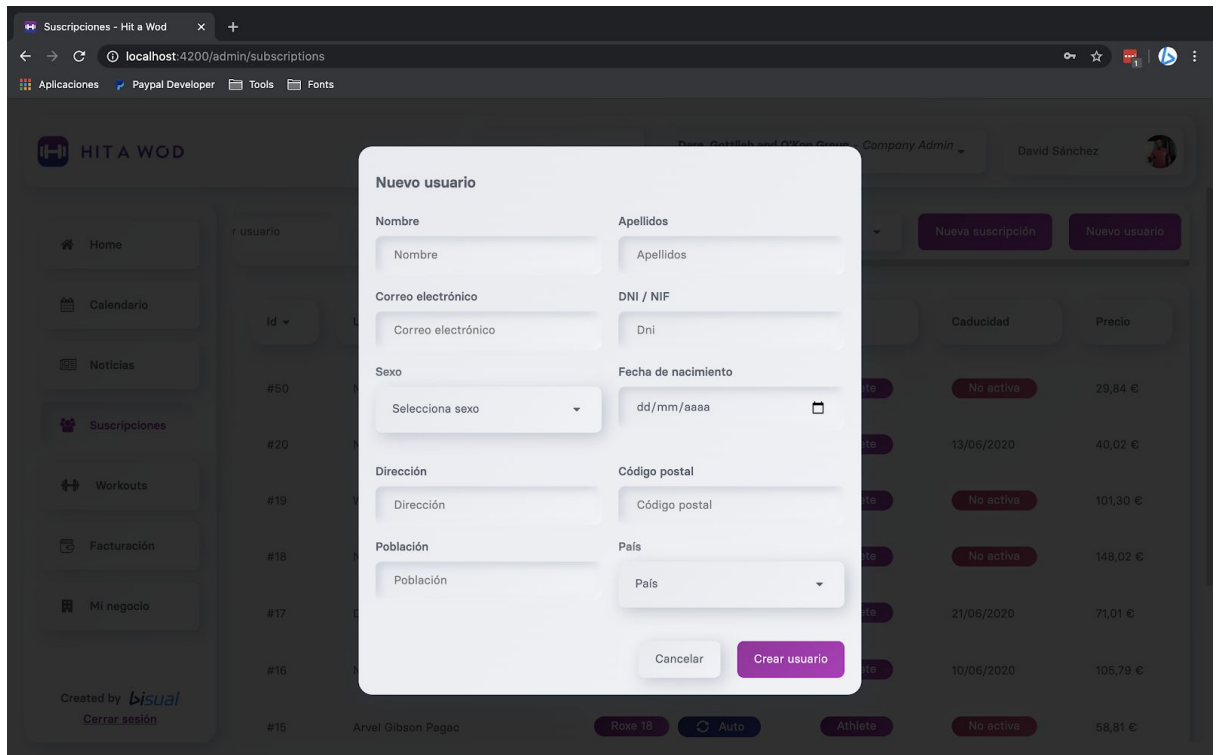 Suscripciones - Hit a Wod
localhost:4200/admin/subscriptions
Aplicaciones Paypal Developer Tools Fonts
HIT A WOD
Company Admin
David Sánchez
Nuevo usuario
Nombre Apellidos
Nombre Apellidos
Correo electrónico DNI / NIF
Correo electrónico Dni
Sexo Fecha de nacimiento
Selecciona sexo dd/mm/aaaa
Dirección Código postal
Dirección Código postal
Población País
Población País
Cancelar Crear usuario
Home
Calendario
Noticias
Suscripciones
Workouts
Facturación
Mi negocio
Created by bisual
Cerrar sesión
usuario Nueva suscripción Nuevo usuario
Id Caducidad Precio
#50 No activa 29,84 €
#20 13/06/2020 40,02 €
#19 No activa 101,30 €
#18 No activa 148,02 €
#17 21/06/2020 71,01 €
#16 10/06/2020 105,79 €
#15 Arvel Gibson Pagac Roxe 18 Auto Athlete No activa 58,81 €